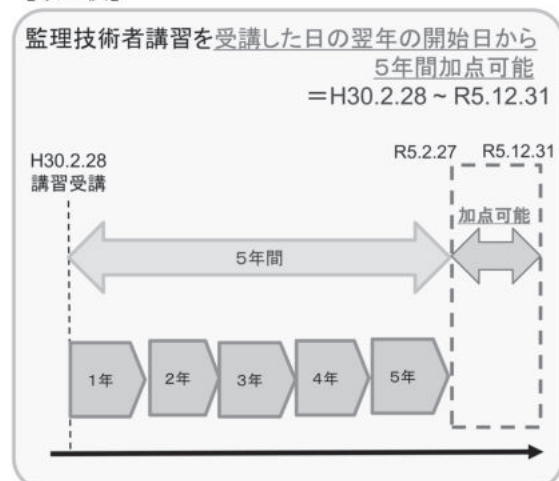 監理技術者講習を受講した日の翌年の開始日から
5年間加点可能
＝H30.2.28 ~ R5.12.31
R5.2.27 R5.12.31
H30.2.28
講習受講
加点可能
5年間
1年 2年 3年 4年 5年